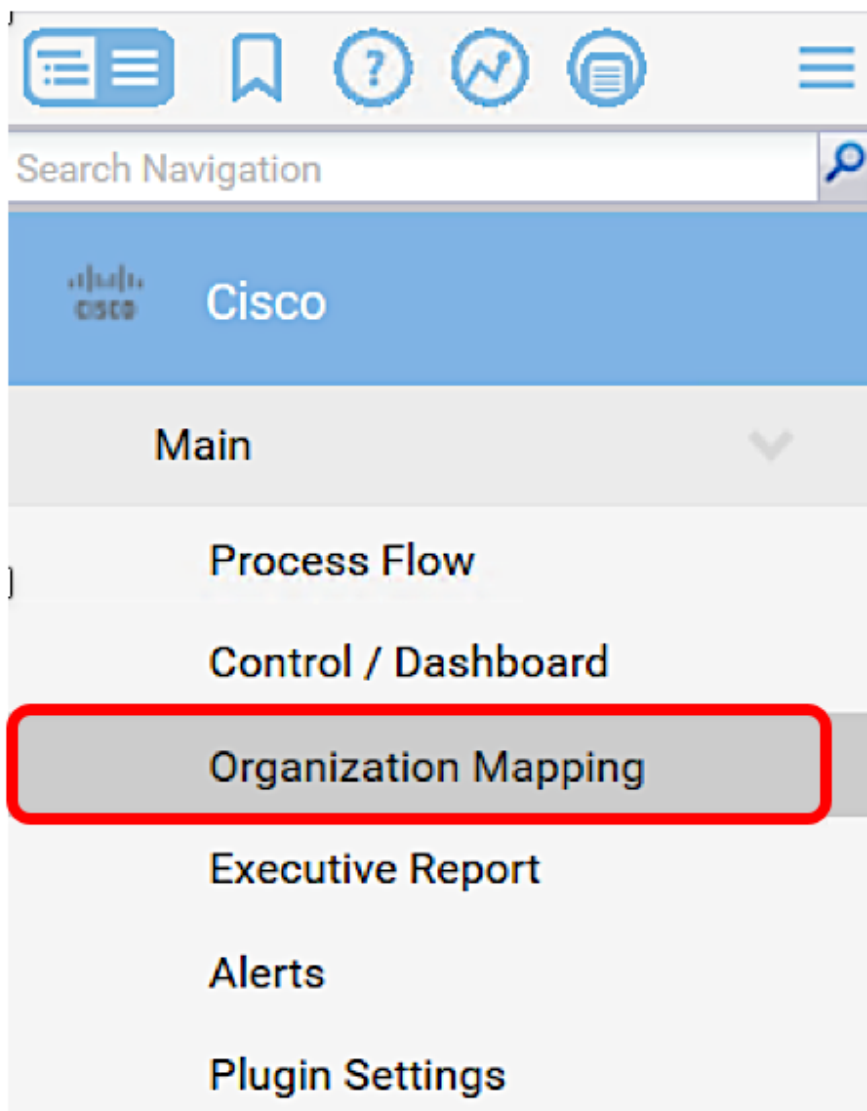 ?
Search Navigation
CISCO
Cisco
Main
Process Flow
Control / Dashboard
Organization Mapping
Executive Report
Alerts
Plugin Settings